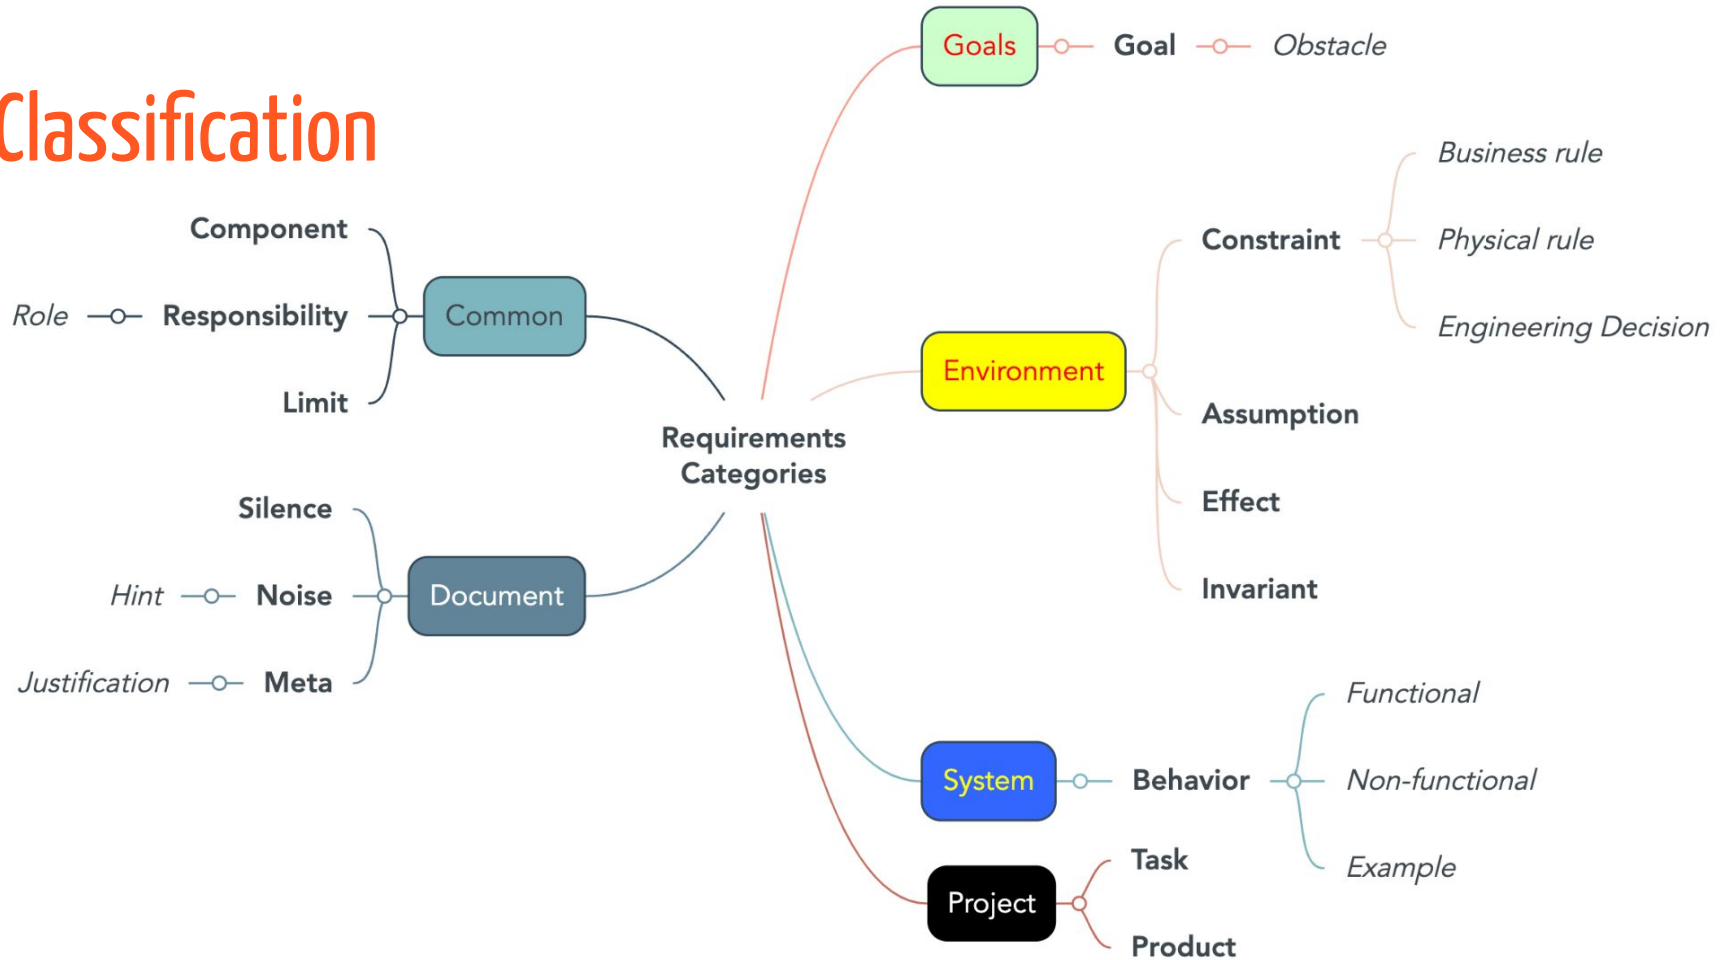 Classification
Goals
Goal
Obstacle
Business rule
Constraint
Physical rule
Engineering Decision
Environment
Assumption
Effect
Invariant
Component
Common
Role
Responsibility
Limit
Requirements
Categories
Silence
Document
Hint
Noise
Justification
Meta
System
Behavior
Functional
Non-functional
Example
Project
Task
Product